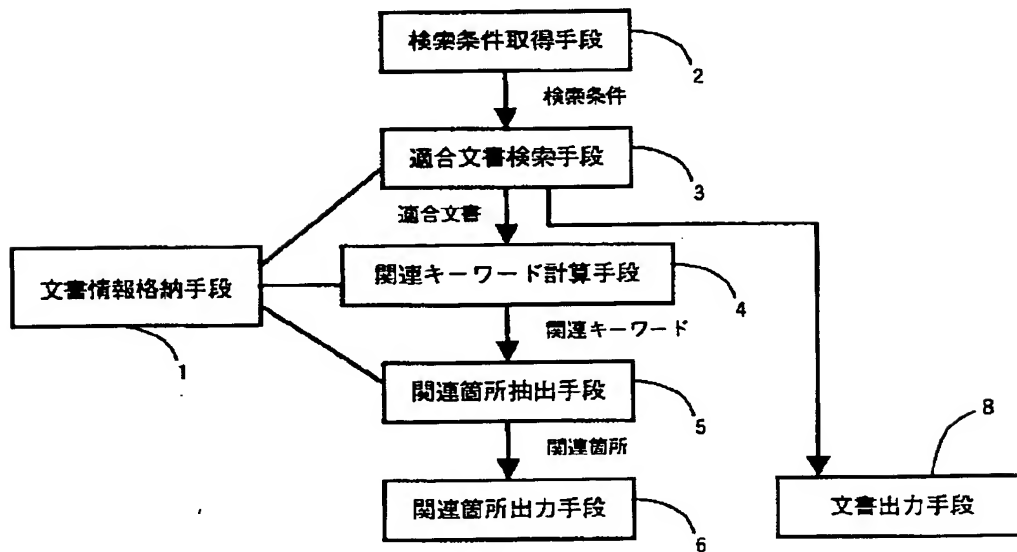 検索条件取得手段
2
検索条件
適合文書検索手段
3
適合文書
文書情報格納手段
1
関連キーワード計算手段
4
関連キーワード
関連箇所抽出手段
5
関連箇所
8
関連箇所出力手段
6
文書出力手段